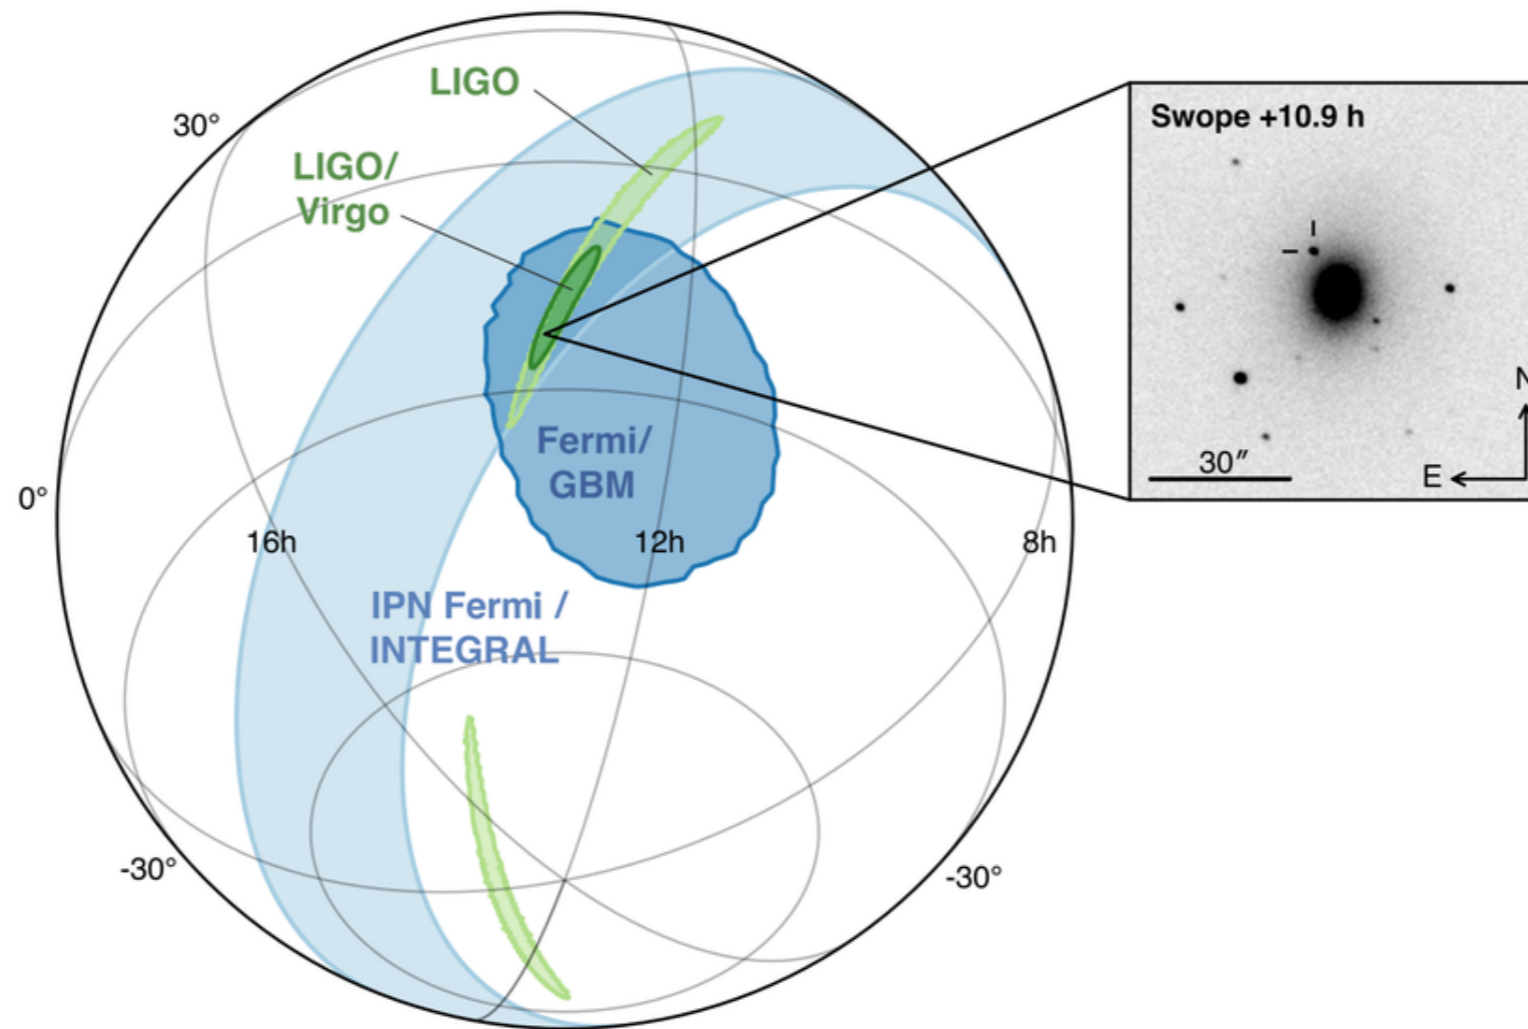 LIGO
30°
LIGO/
Virgo
Swope +10.9 h
N
Fermi/
GBM
30″
E
0°
16h
12h
8h
IPN Fermi /
INTEGRAL
-30°
-30°